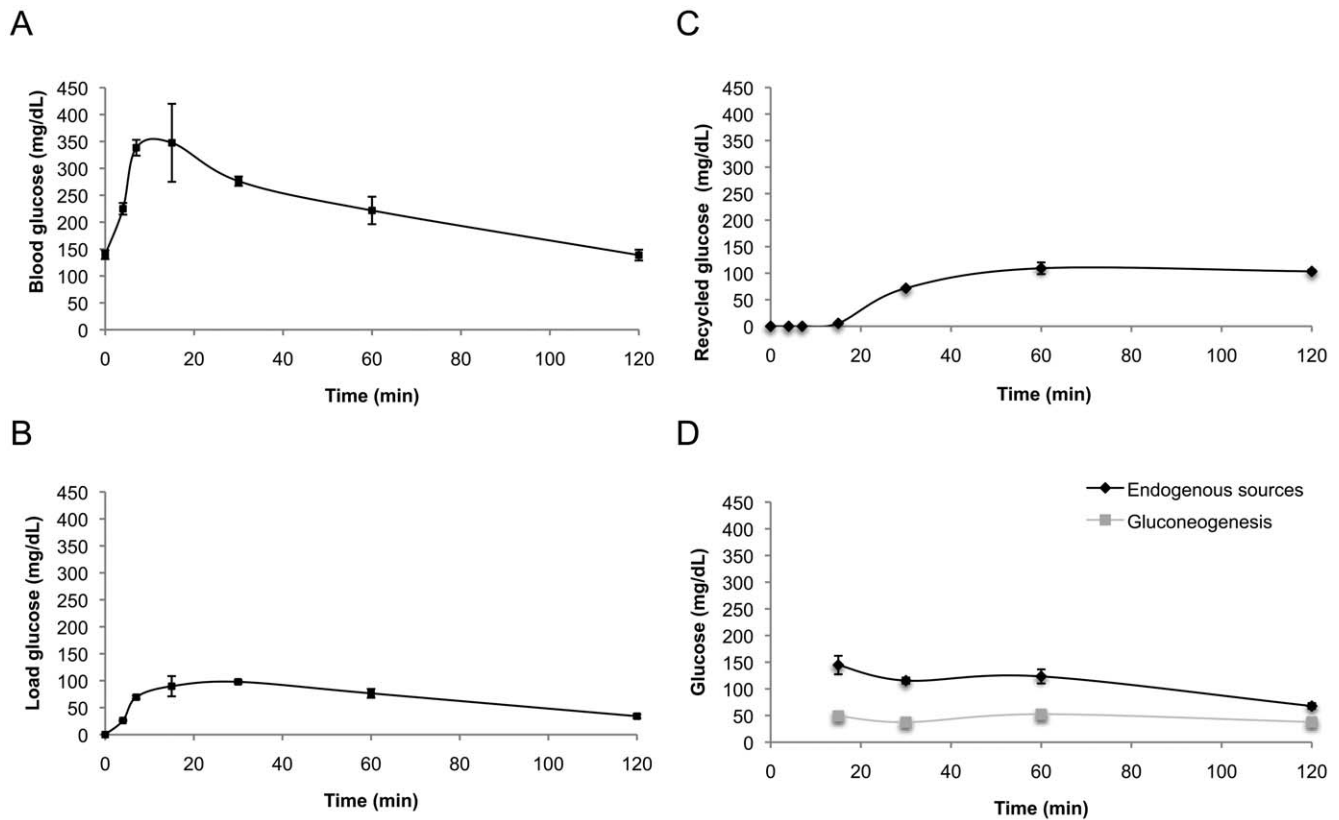 A
Blood glucose (mg/dL)
450
400
350
300
250
200
150
100
50
0
0 20 40 60 80 100 120
Time (min)
B
Load glucose (mg/dL)
450
400
350
300
250
200
150
100
50
0
0 20 40 60 80 100 120
Time (min)
C
Recycled glucose (mg/dL)
450
400
350
300
250
200
150
100
50
0
0 20 40 60 80 100 120
Time (min)
D
Endogenous sources
Gluconeogenesis
Glucose (mg/dL)
450
400
350
300
250
200
150
100
50
0
0 20 40 60 80 100 120
Time (min)